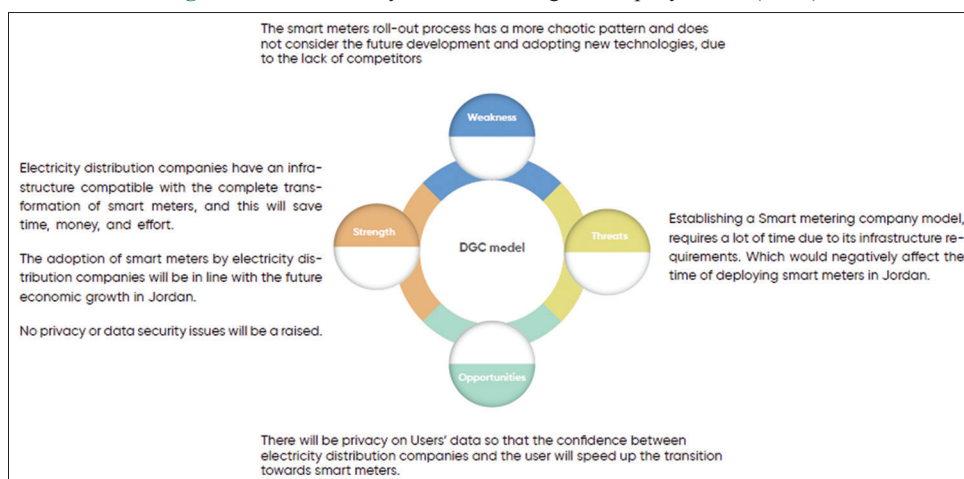 The smart meters roll-out process has a more chaotic pattern and does
not consider the future development and adopting new technologies, due
to the lack of competitors
Weakness
Electricity distribution companies have an infra-
structure compatible with the complete trans-
formation of smart meters, and this will save
time, money, and effort.
The adoption of smart meters by electricity dis-
tribution companies will be in line with the future
economic growth in Jordan.
No privacy or data security issues will be a raised.
Strength
DGC model
Threats
Establishing a Smart metering company model,
requires a lot of time due to its infrastructure re-
quirements. Which would negatively affect the
time of deploying smart meters in Jordan.
Opportunities
There will be privacy on Users' data so that the confidence between
electricity distribution companies and the user will speed up the transition
towards smart meters.